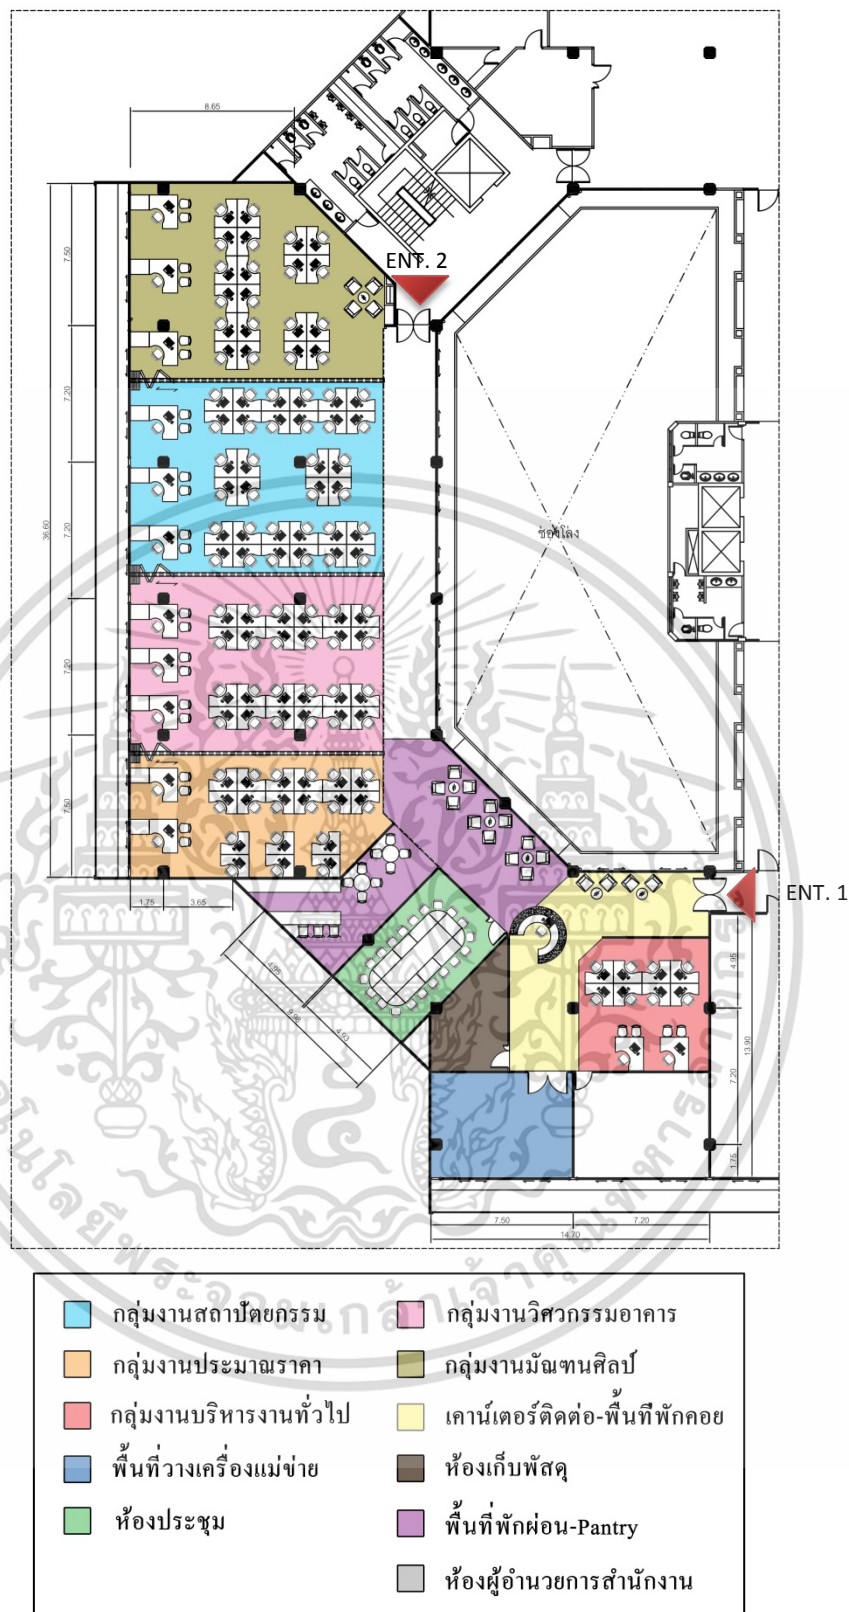 8.65
ENT. 2
7.50
7.20
36.60
7.20
ช่องโล่ง
7.20
7.50
ENT. 1
1.75
3.65
4.95
4.95
9.98
4.93
13.90
7.20
1.75
7.50
7.20
14.70
กลุ่มงานสถาปัตยกรรม
กลุ่มงานวิศวกรรมอาคาร
กลุ่มงานประมาณราคา
กลุ่มงานมัณฑนศิลป์
กลุ่มงานบริหารงานทั่วไป
เคาน์เตอร์ติดต่อ-พื้นที่พักคอย
พื้นที่วางเครื่องแม่ข่าย
ห้องเก็บพัสดุ
ห้องประชุม
พื้นที่พักผ่อน-Pantry
ห้องผู้อำนวยการสำนักงาน